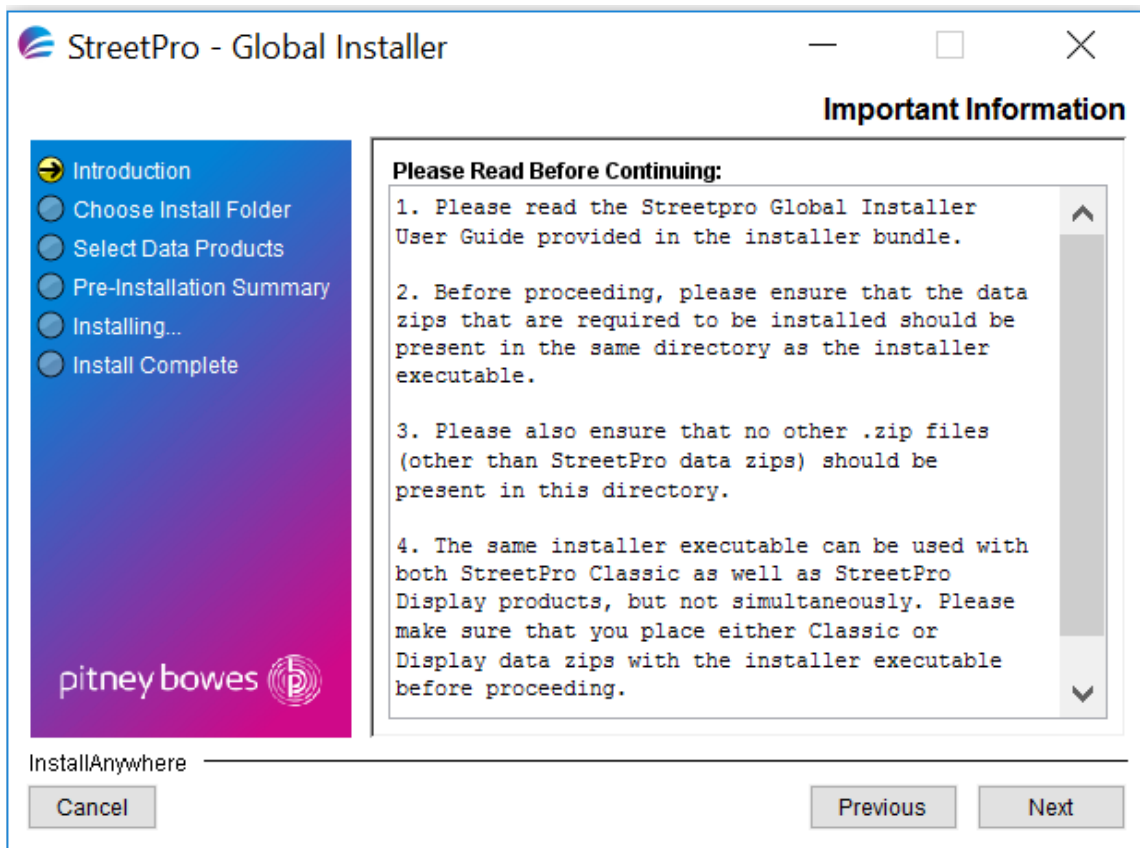 StreetPro - Global Installer
Important Information
Introduction
Choose Install Folder
Select Data Products
Pre-Installation Summary
Installing...
Install Complete
pitney bowes
Please Read Before Continuing:
1. Please read the Streetpro Global Installer
User Guide provided in the installer bundle.
2. Before proceeding, please ensure that the data
zips that are required to be installed should be
present in the same directory as the installer
executable.
3. Please also ensure that no other .zip files
(other than StreetPro data zips) should be
present in this directory.
4. The same installer executable can be used with
both StreetPro Classic as well as StreetPro
Display products, but not simultaneously. Please
make sure that you place either Classic or
Display data zips with the installer executable
before proceeding.
InstallAnywhere
Cancel
Previous
Next